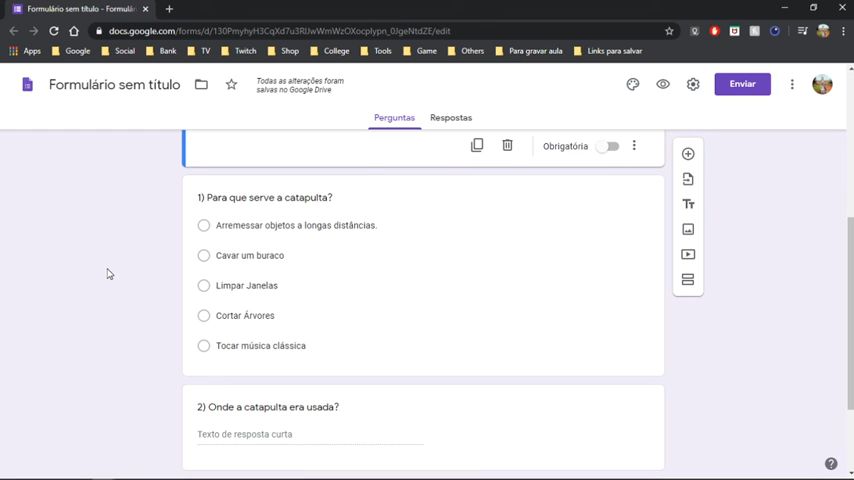 Formulário sem título - Formulár
docs.google.com/forms/d/130PmyhyH3CqXd7u3RIJwWmWzOXocpIypn_0JgeNtdZYE/edit
Apps Google Social Bank TV Twitch Shop College Tools Game Others Para gravar aula Links para salvar
Formulário sem título
Todas as alterações foram
salvas no Google Drive
Enviar
Perguntas Respostas
Obrigatória
1) Para que serve a catapulta?
Arremessar objetos a longas distâncias.
Cavar um buraco
Limpar Janelas
Cortar Árvores
Tocar música clássica
2) Onde a catapulta era usada?
Texto de resposta curta